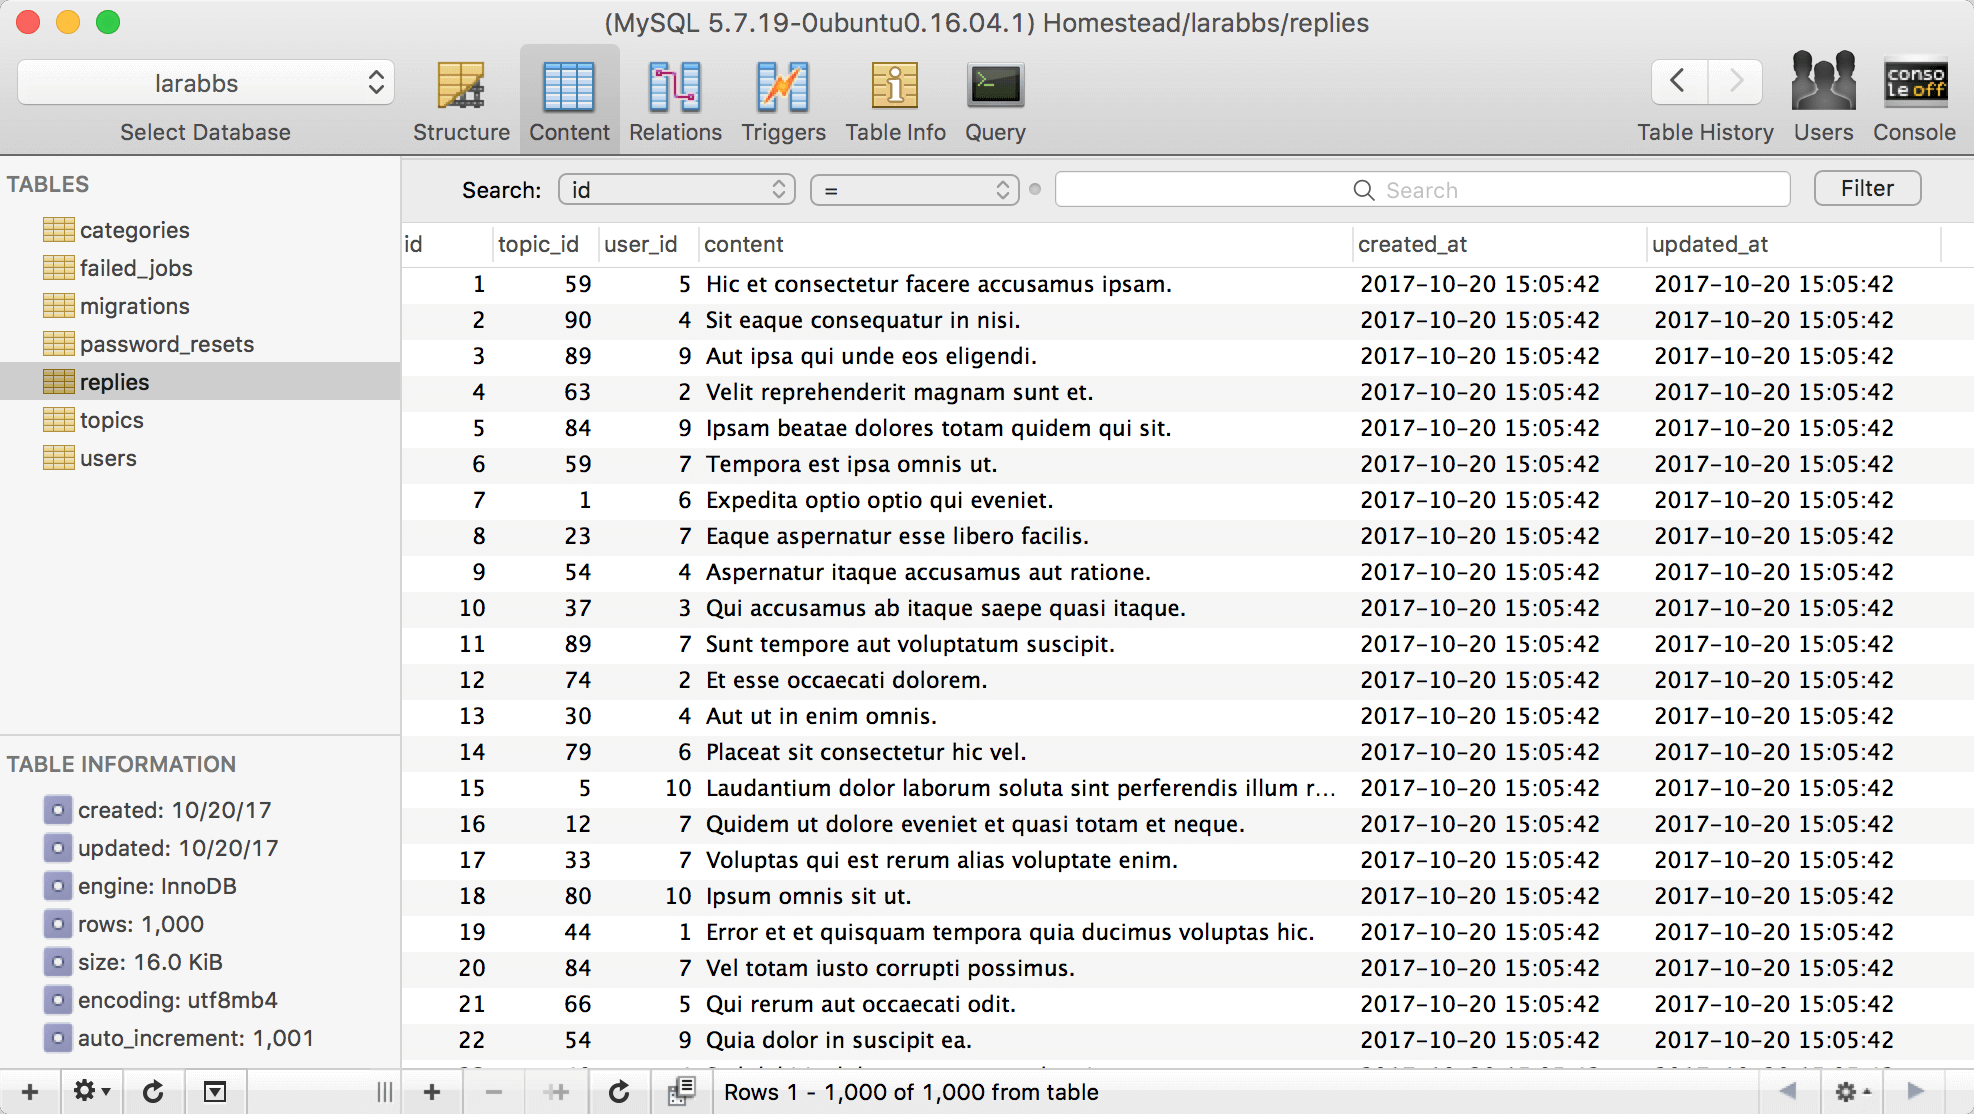 (MySQL 5.7.19-0ubuntu0.16.04.1) Homestead/larabbs/replies
larabbs
Select Database
Structure Content Relations Triggers Table Info Query
conso
le off
Table History Users Console
TABLES
categories
failed_jobs
migrations
password_resets
replies
topics
users
TABLE INFORMATION
created: 10/20/17
updated: 10/20/17
engine: InnoDB
rows: 1,000
size: 16.0 KiB
encoding: utf8mb4
auto_increment: 1,001
Search: id = Search Filter
id topic_id user_id content created_at updated_at
1 59 5 Hic et consectetur facere accusamus ipsam. 2017-10-20 15:05:42 2017-10-20 15:05:42
2 90 4 Sit eaque consequatur in nisi. 2017-10-20 15:05:42 2017-10-20 15:05:42
3 89 9 Aut ipsa qui unde eos eligendi. 2017-10-20 15:05:42 2017-10-20 15:05:42
4 63 2 Velit reprehenderit magnam sunt et. 2017-10-20 15:05:42 2017-10-20 15:05:42
5 84 9 Ipsam beatae dolores totam quidem qui sit. 2017-10-20 15:05:42 2017-10-20 15:05:42
6 59 7 Tempora est ipsa omnis ut. 2017-10-20 15:05:42 2017-10-20 15:05:42
7 1 6 Expedita optio optio qui eveniet. 2017-10-20 15:05:42 2017-10-20 15:05:42
8 23 7 Eaque aspernatur esse libero facilis. 2017-10-20 15:05:42 2017-10-20 15:05:42
9 54 4 Aspernatur itaque accusamus aut ratione. 2017-10-20 15:05:42 2017-10-20 15:05:42
10 37 3 Qui accusamus ab itaque saepe quasi itaque. 2017-10-20 15:05:42 2017-10-20 15:05:42
11 89 7 Sunt tempore aut voluptatum suscipit. 2017-10-20 15:05:42 2017-10-20 15:05:42
12 74 2 Et esse occaecati dolorem. 2017-10-20 15:05:42 2017-10-20 15:05:42
13 30 4 Aut ut in enim omnis. 2017-10-20 15:05:42 2017-10-20 15:05:42
14 79 6 Placeat sit consectetur hic vel. 2017-10-20 15:05:42 2017-10-20 15:05:42
15 5 10 Laudantium dolor laborum soluta sint perferendis illum r... 2017-10-20 15:05:42 2017-10-20 15:05:42
16 12 7 Quidem ut dolore eveniet et quasi totam et neque. 2017-10-20 15:05:42 2017-10-20 15:05:42
17 33 7 Voluptas qui est rerum alias voluptate enim. 2017-10-20 15:05:42 2017-10-20 15:05:42
18 80 10 Ipsum omnis sit ut. 2017-10-20 15:05:42 2017-10-20 15:05:42
19 44 1 Error et et quisquam tempora quia ducimus voluptas hic. 2017-10-20 15:05:42 2017-10-20 15:05:42
20 84 7 Vel totam iusto corrupti possimus. 2017-10-20 15:05:42 2017-10-20 15:05:42
21 66 5 Qui rerum aut occaecati odit. 2017-10-20 15:05:42 2017-10-20 15:05:42
22 54 9 Quia dolor in suscipit ea. 2017-10-20 15:05:42 2017-10-20 15:05:42
Rows 1 - 1,000 of 1,000 from table